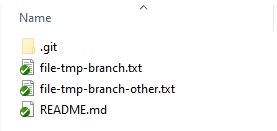 Name
.git
file-tmp-branch.txt
file-tmp-branch-other.txt
README.md